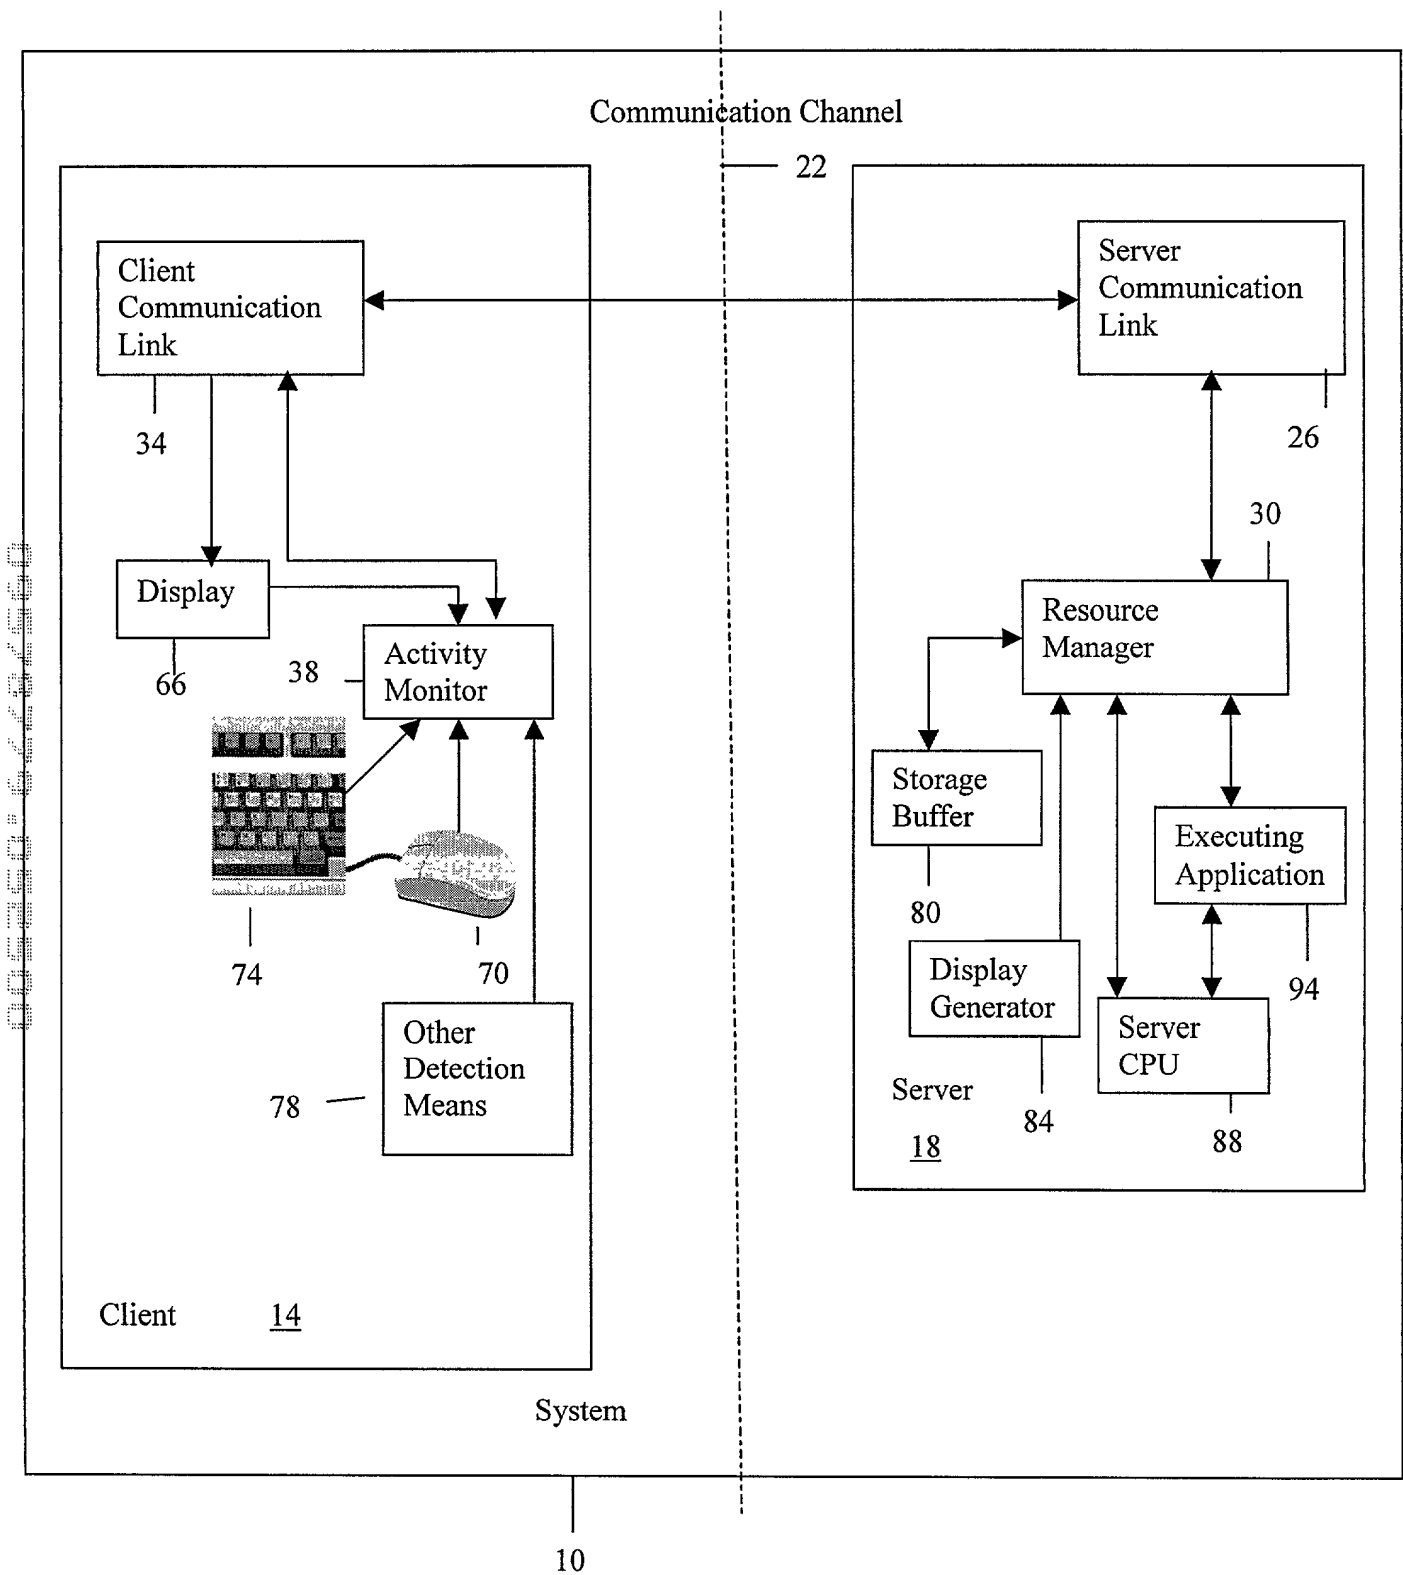 Communication Channel
22
Client
Communication
Link
34
Server
Communication
Link
26
30
Display
66
38
Activity
Monitor
Resource
Manager
Storage
Buffer
80
Executing
Application
94
74
70
Display
Generator
84
Server
CPU
88
Other
Detection
Means
78
Server
18
Client
14
System
10